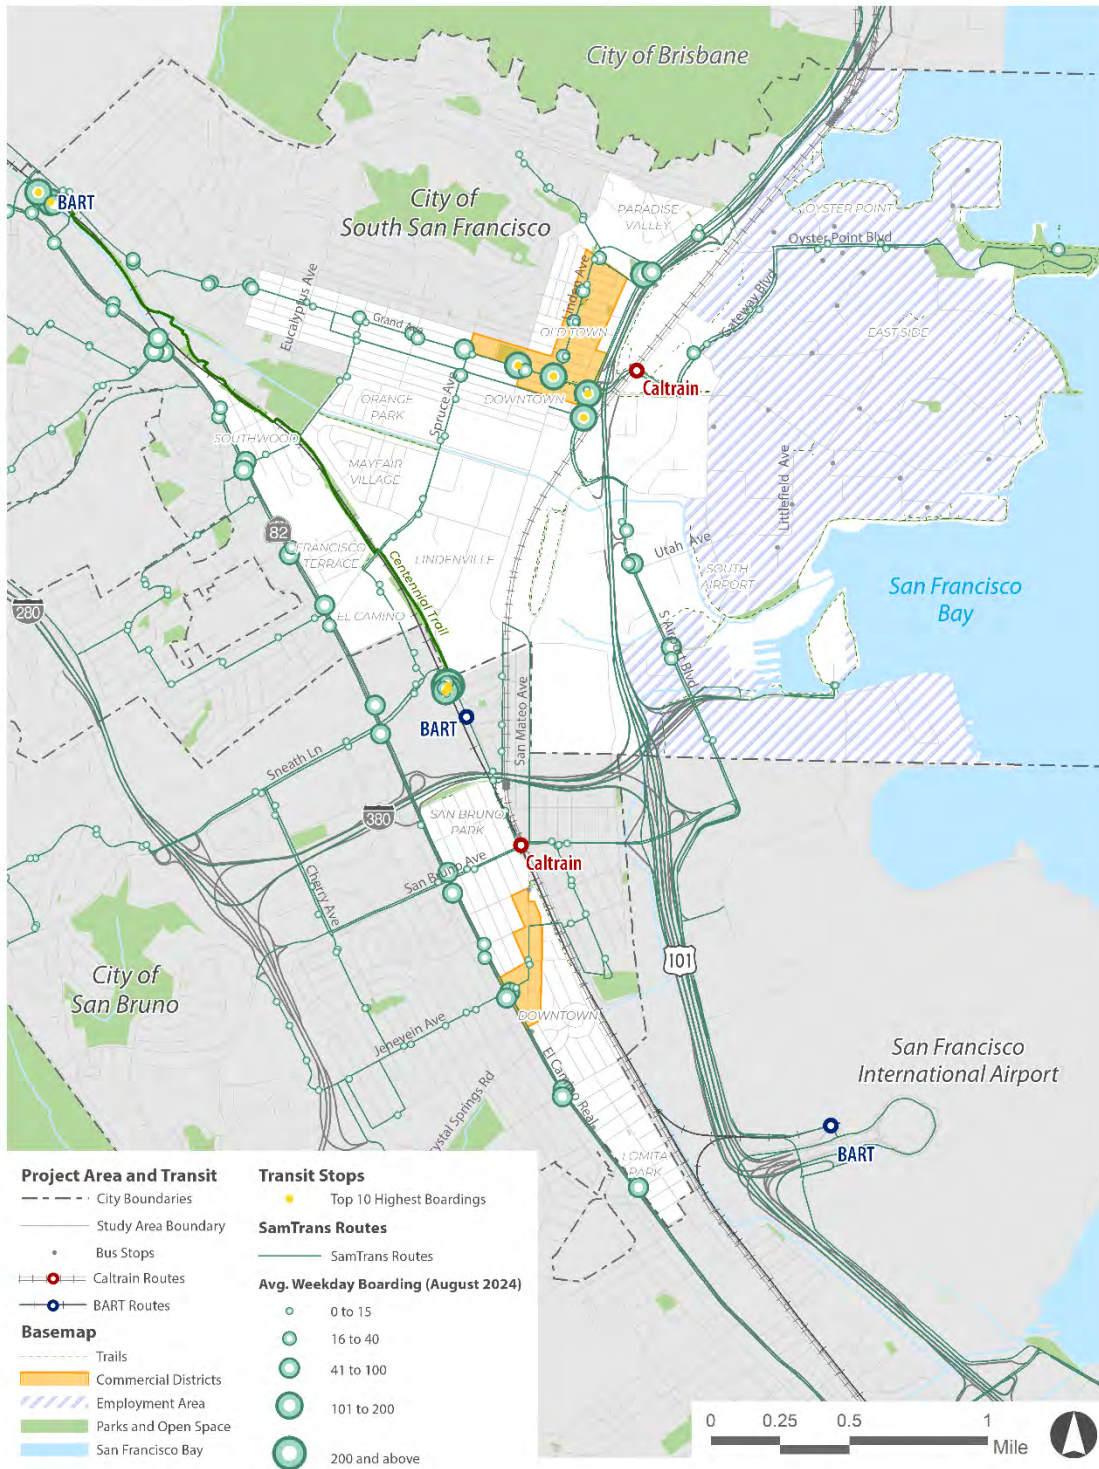 City of Brisbane
BART
City of
South San Francisco
PARADISE
VALLEY
OYSTER POINT
Oyster Point Blvd
Eucalyptus Ave
Linden Ave
Grand Ave
OLD TOWN
Gateway Blvd
EAST SIDE
Caltrain
DOWNTOWN
ORANGE
PARK
Spruce Ave
SOUTHWOOD
MAYFAIR
VILLAGE
Littlefield Ave
82
FRANCISCO
TERRACE
Centennial Trail
LINDENVILLE
Utah Ave
SOUTH
AIRPORT
San Francisco
Bay
280
EL CAMINO
S Airport Blvd
BART
San Mateo Ave
Sneath Ln
380
SAN BRUNO
PARK
San Bruno Ave
Caltrain
Cherry Ave
101
City of
San Bruno
DOWNTOWN
Jenevein Ave
El Camino Real
San Francisco
International Airport
Crystal Springs Rd
BART
LOMITA
PARK
Project Area and Transit
City Boundaries
Study Area Boundary
Bus Stops
Caltrain Routes
BART Routes
Basemap
Trails
Commercial Districts
Employment Area
Parks and Open Space
San Francisco Bay
Transit Stops
Top 10 Highest Boardings
SamTrans Routes
SamTrans Routes
Avg. Weekday Boarding (August 2024)
0 to 15
16 to 40
41 to 100
101 to 200
200 and above
0 0.25 0.5 1
Mile